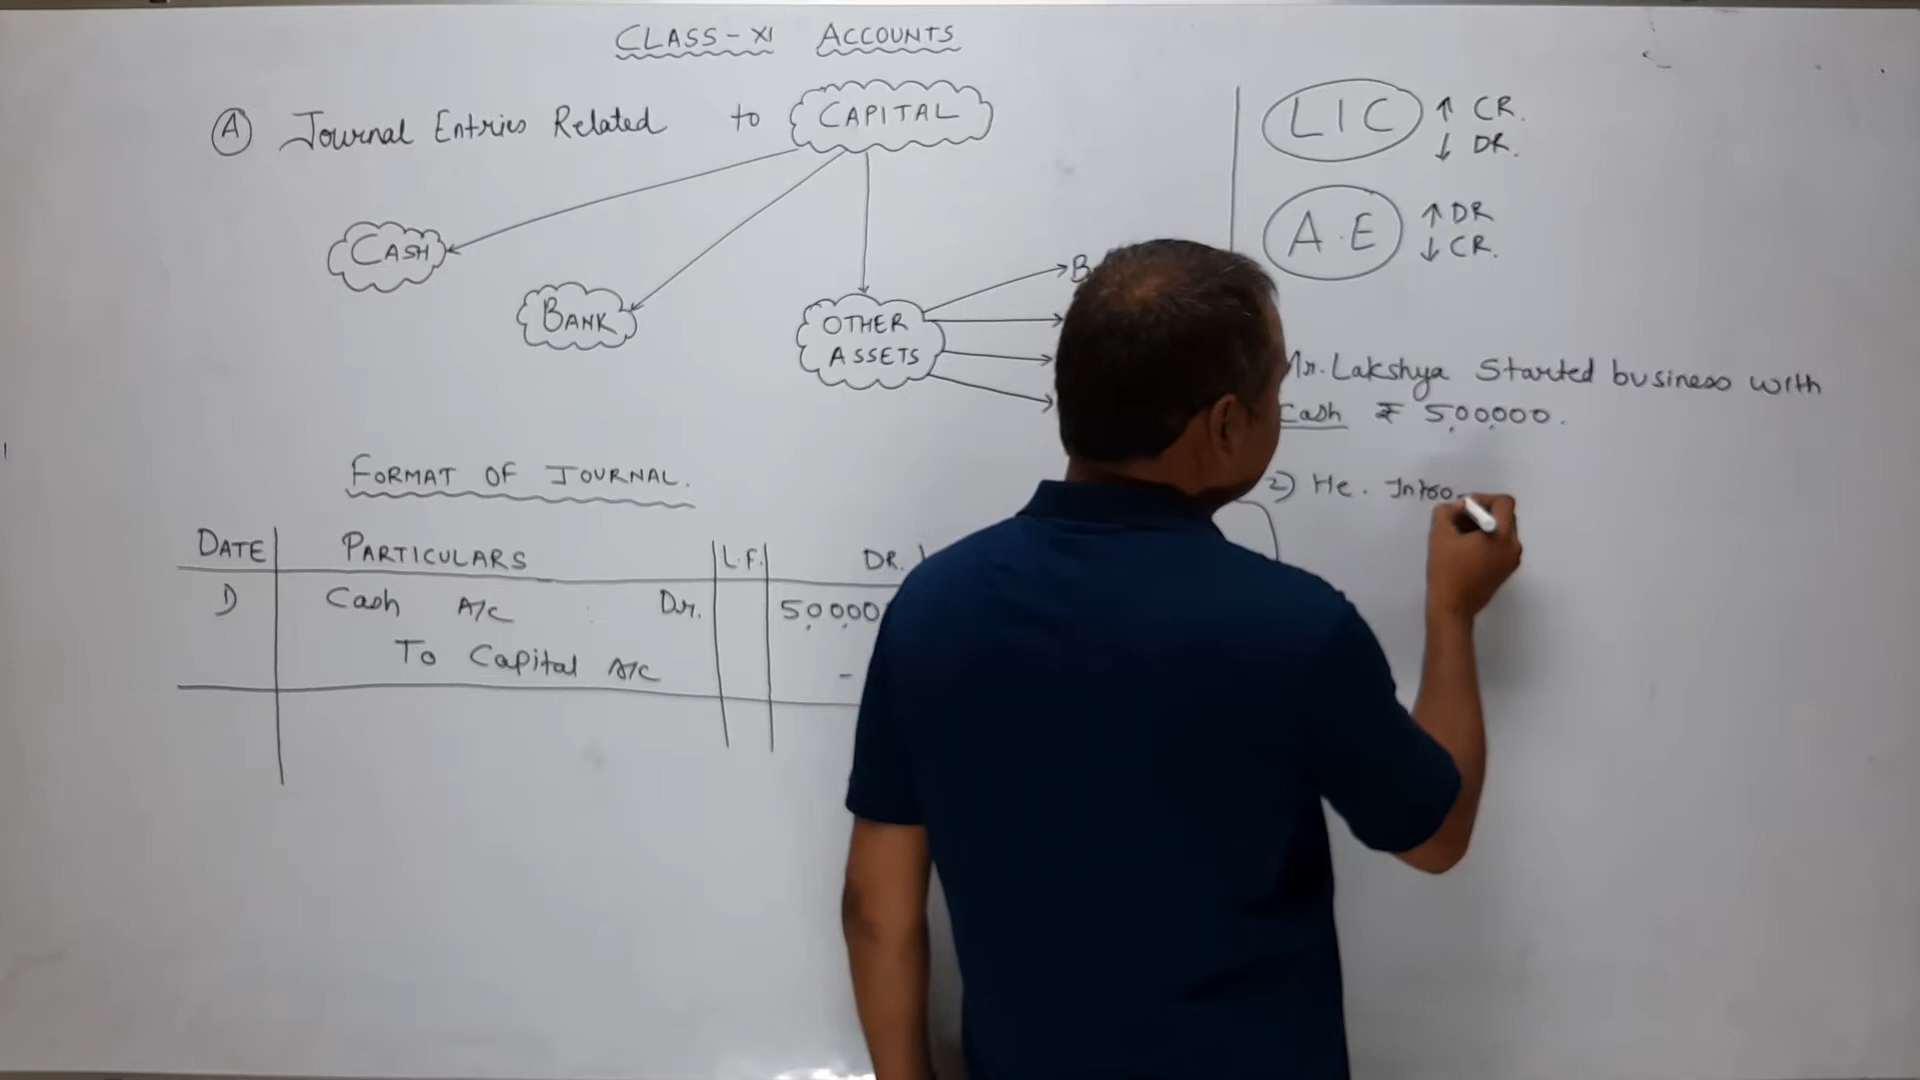 CLASS-XI ACCOUNTS
A Journal Entries Related to CAPITAL
CASH
BANK
OTHER
ASSETS
LIC ↑ CR.
↓ DR.
A.E ↑ DR
↓ CR.
Mr. Lakshya Started business with
Cash ₹ 5,00,000.
2) He. Intro
FORMAT OF JOURNAL.
DATE PARTICULARS L.F. DR.
1) Cash A/C Dr.
To Capital A/C -